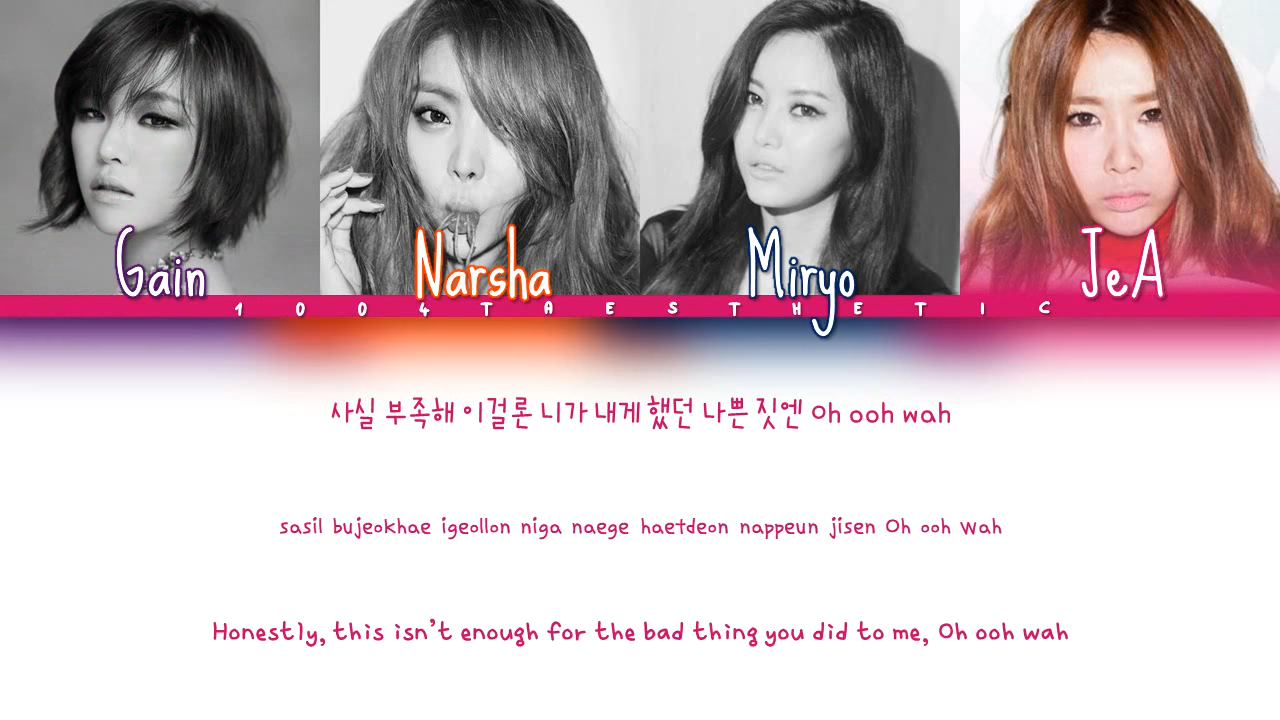 Gain
Narsha
Miryo
JeA
1004TAESTHETIC
사실 부족해 이걸론 니가 내게 했던 나쁜 짓엔 Oh ooh wah
sasil bujeokhae igeollon niga naege haetdeon nappeun jisen Oh ooh wah
Honestly, this isn't enough for the bad thing you did to me, Oh ooh wah